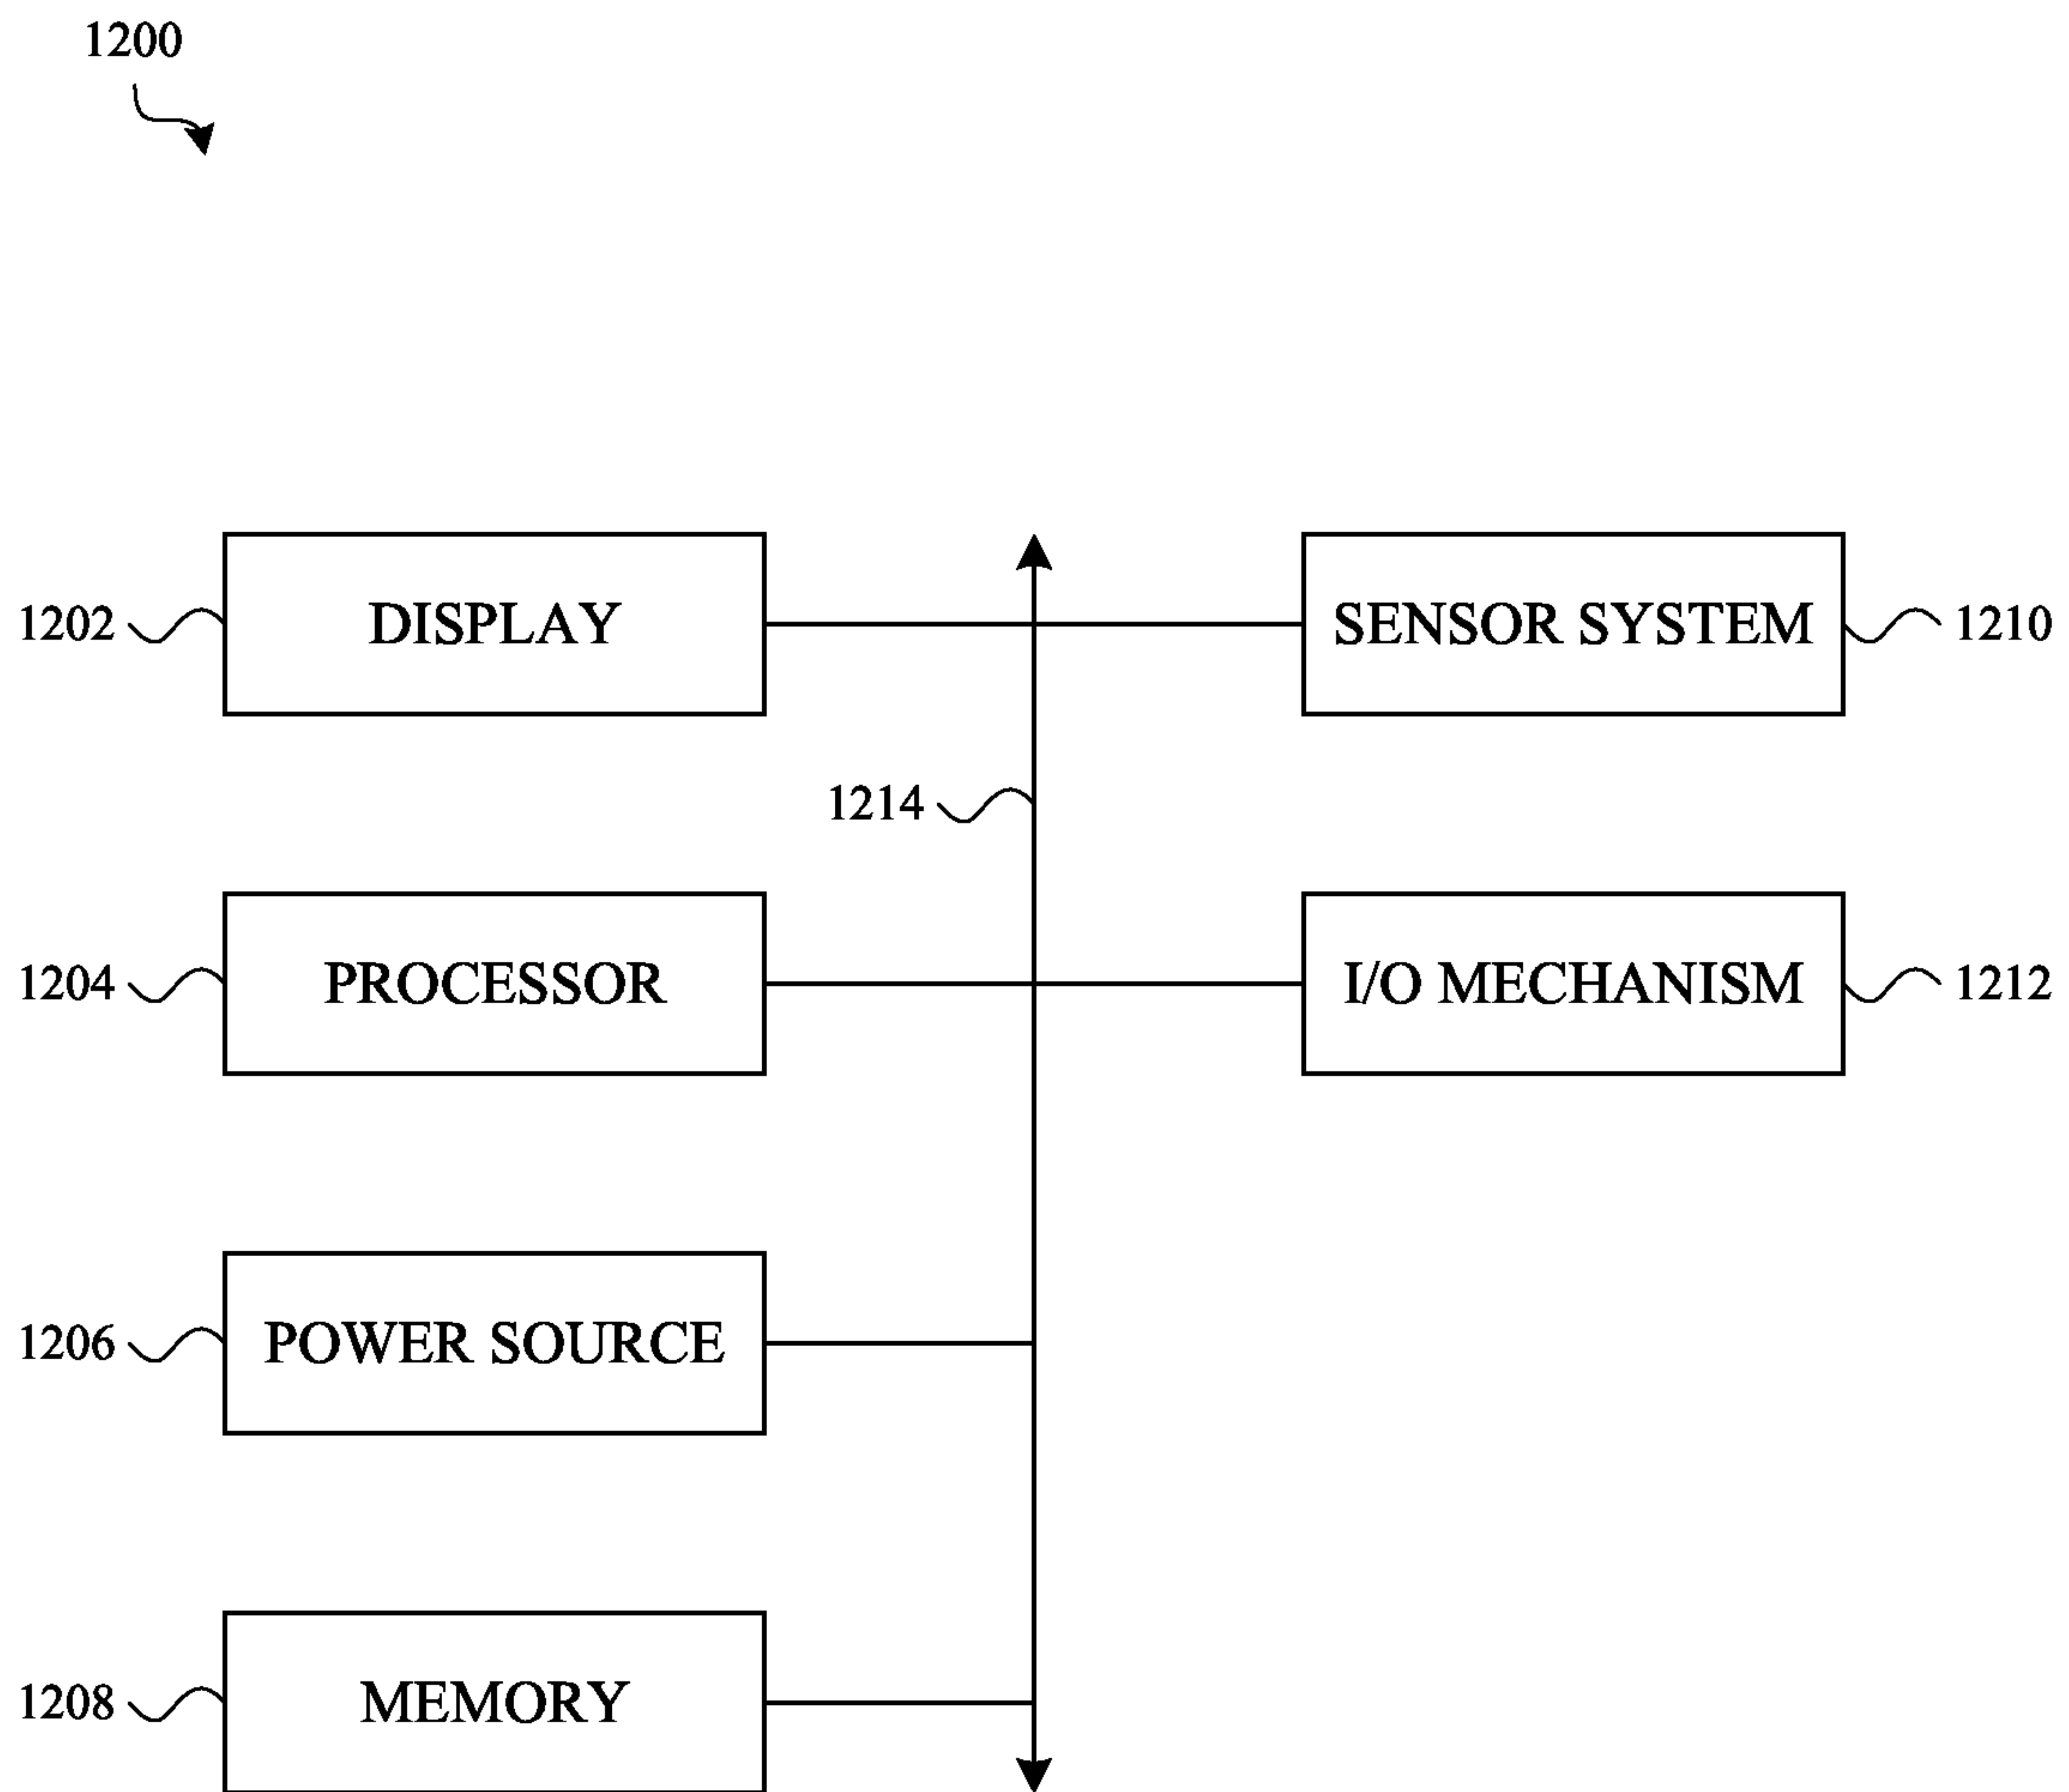 1200
1202 DISPLAY SENSOR SYSTEM 1210
1214
1204 PROCESSOR I/O MECHANISM 1212
1206 POWER SOURCE
1208 MEMORY